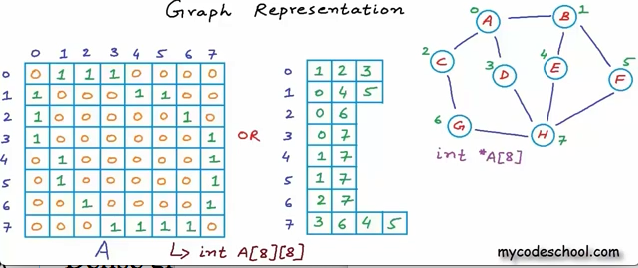 Graph Representation
0 1 2 3 4 5 6 7
0 0 1 1 1 0 0 0 0
1 1 0 0 0 1 1 0 0
2 1 0 0 0 0 0 1 0
3 1 0 0 0 0 0 0 1
4 0 1 0 0 0 0 0 1
5 0 1 0 0 0 0 0 1
6 0 0 1 0 0 0 0 1
7 0 0 0 1 1 1 1 0
A
↳ int A[8][8]
OR
0 1 2 3
1 0 4 5
2 0 6
3 0 7
4 1 7
5 1 7
6 2 7
7 3 6 4 5
0 A
B 1
2 C
3 D
4 E
5 F
6 G
H 7
int *A[8]
mycodeschool.com